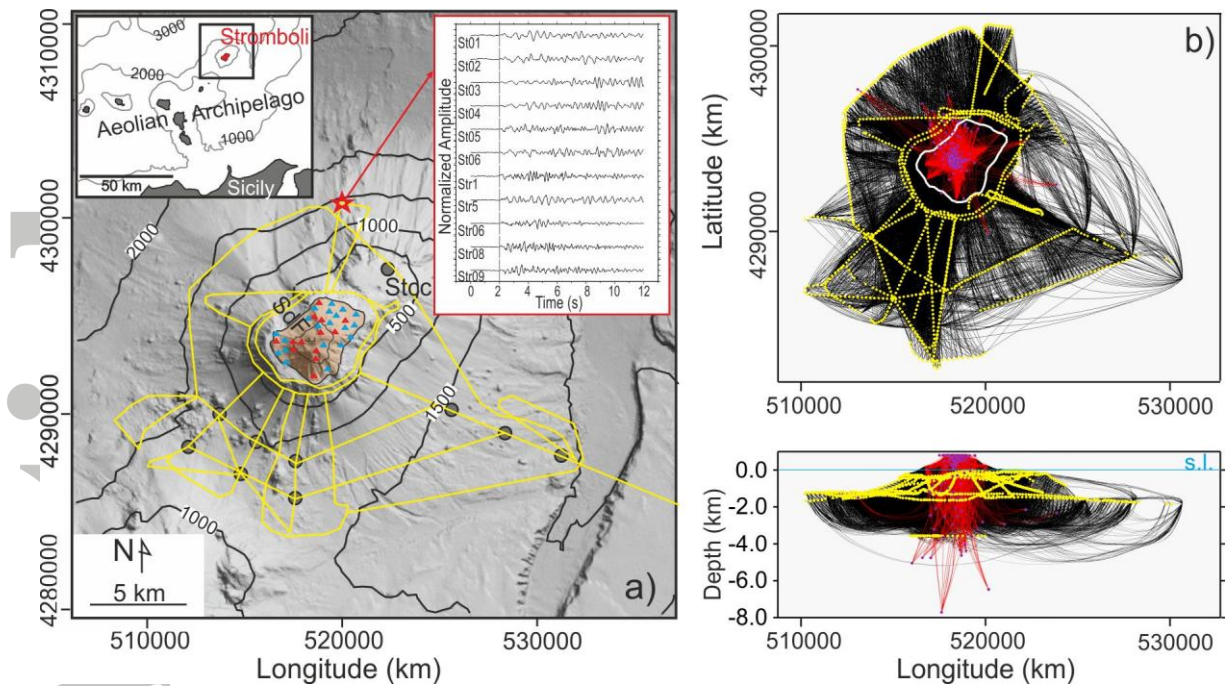 4310000
4300000
4290000
4280000
3000
Stromboli
2000
Aeolian
Archipelago
1000
50 km
Sicily
2000
1000
Stoc
SdF
500
1500
1000
N
5 km
a)
510000
520000
530000
Longitude (km)
Normalized Amplitude
St01
St02
St03
St04
St05
St06
Str1
Str5
Str06
Str08
Str09
0
2
4
6
8
10
12
Time (s)
b)
Latitude (km)
4300000
4290000
510000
520000
530000
s.l.
Depth (km)
0.0
-2.0
-4.0
-6.0
-8.0
510000
520000
530000
Longitude (km)